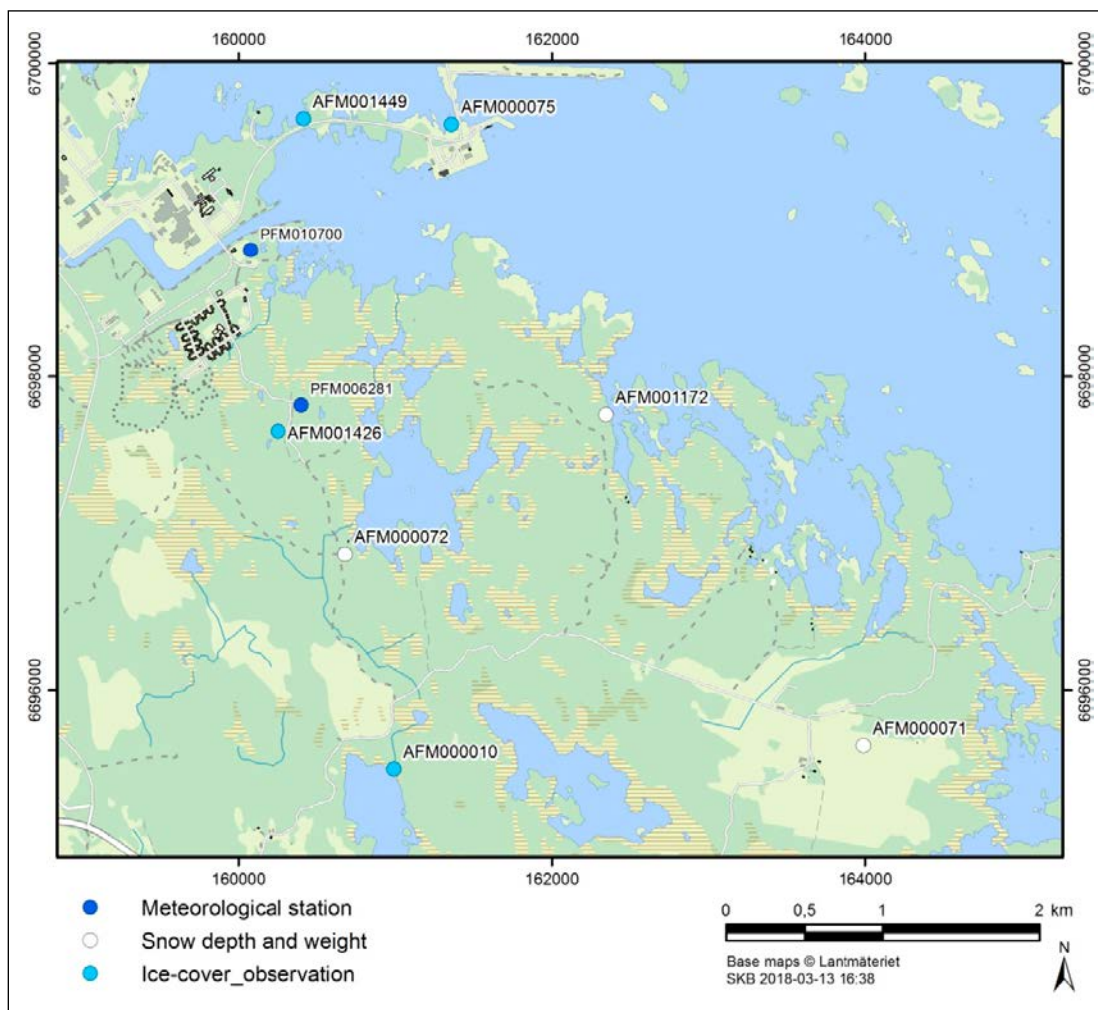 160000
162000
164000
6700000
6700000
AFM001449
AFM000075
PFM010700
6698000
6698000
PFM006281
AFM001172
AFM001426
AFM000072
6696000
6696000
AFM000071
AFM000010
160000
162000
164000
Meteorological station
Snow depth and weight
Ice-cover_observation
0 0,5 1 2 km
Base maps © Lantmäteriet
SKB 2018-03-13 16:38
N